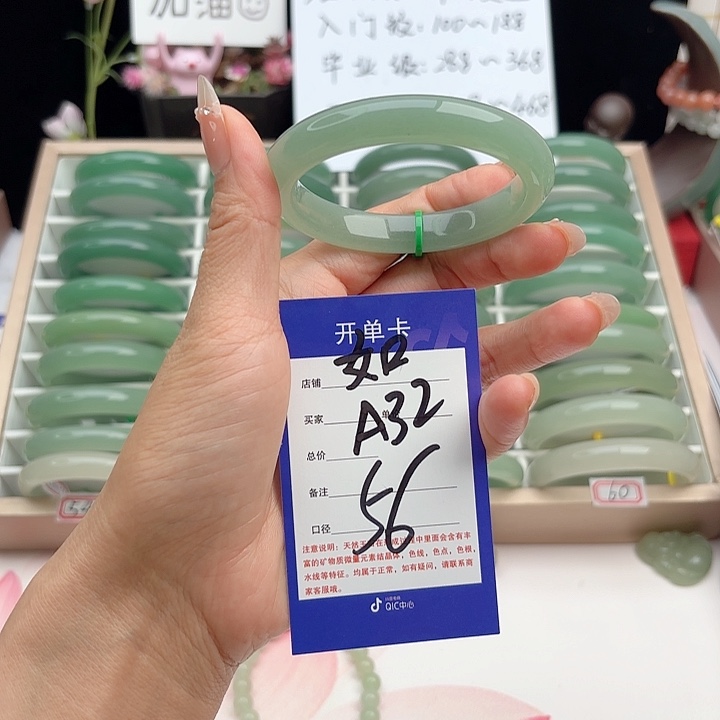 加油
入门款:100~188
毕业级:288~368
468
开单卡
店铺 如
买家 单 A32
总价
备注 56
口径
注意说明:天然玉石在形成过程中里面会含有丰
富的矿物质微量元素结晶体,色线,色点,色根,
水线等特征。均属于正常,如有疑问,请联系商
家客服哦。
QIC中心
60